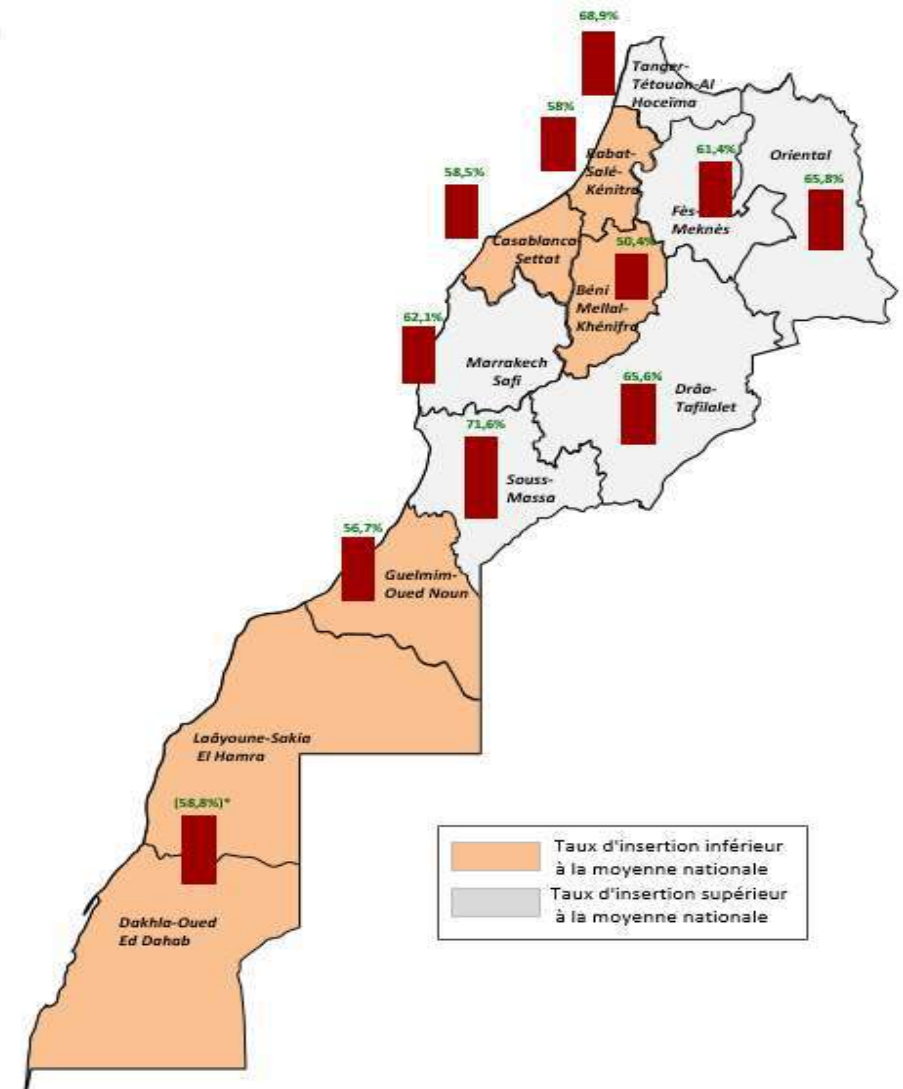 68,9%
Tanger-
Tétouan-Al
Hoceïma
58%
Rabat-
Salé-
Kénitra
61,4%
Fès-
Meknès
Oriental
65,8%
58,5%
Casablanca-
Settat
50,4%
Béni
Mellal-
Khénifra
62,1%
Marrakech
Safi
65,6%
Drâa-
Tafilalet
71,6%
Souss-
Massa
56,7%
Guelmim-
Oued Noun
Laâyoune-Sakia
El Hamra
(58,8%)*
Dakhla-Oued
Ed Dahab
Taux d'insertion inférieur
à la moyenne nationale
Taux d'insertion supérieur
à la moyenne nationale